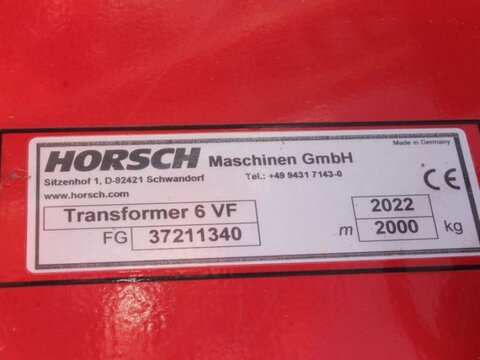 Made in Germany
HORSCH Maschinen GmbH
Sitzenhof 1, D-92421 Schwandorf Tel.: +49 9431 7143-0
www.horsch.com
CE
Transformer 6 VF 2022
FG 37211340 m 2000 kg